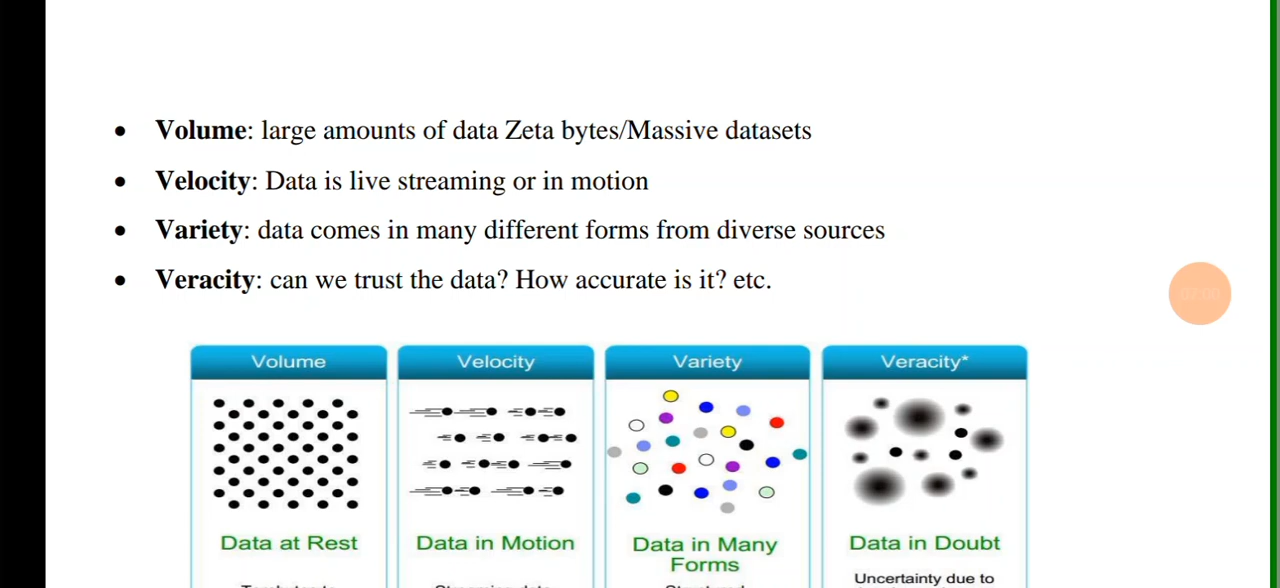 • Volume: large amounts of data Zeta bytes/Massive datasets
• Velocity: Data is live streaming or in motion
• Variety: data comes in many different forms from diverse sources
• Veracity: can we trust the data? How accurate is it? etc.
Volume
Velocity
Variety
Veracity*
Data at Rest
Data in Motion
Data in Many
Forms
Data in Doubt
Uncertainty due to